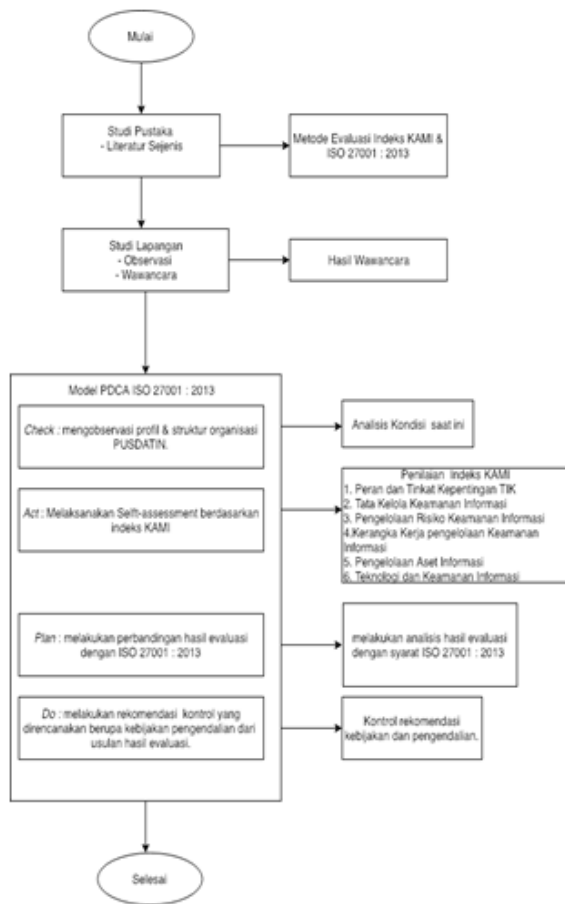 Mulai
Studi Pustaka
- Literatur Sejenis
Metode Evaluasi Indeks KAMI &
ISO 27001 : 2013
Studi Lapangan
- Observasi
- Wawancara
Hasil Wawancara
Model PDCA ISO 27001 : 2013
Check : mengobservasi profil & struktur organisasi
PUSDATIN.
Analisis Kondisi saat ini
Act : Melaksanakan Selth-assessment berdasarkan
indeks KAMI
Penilaian Indeks KAMI
1. Peran dan Tinkat Kepentingan TIK
2. Tata Kelola Keamanan Informasi
3. Pengelolaan Risiko Keamanan Informasi
4.Kerangka Kerja pengelolaan Keamanan
Informasi
5. Pengelolaan Aset Informasi
6. Teknologi dan Keamanan Informasi
Plan : melakukan perbandingan hasil evaluasi
dengan ISO 27001 : 2013
melakukan analisis hasil evaluasi
dengan syarat ISO 27001 : 2013
Do : melakukan rekomendasi kontrol yang
direncanakan berupa kebijakan pengendalian dari
usulan hasil evaluasi.
Kontrol rekomendasi
kebijakan dan pengendalian.
Selesai